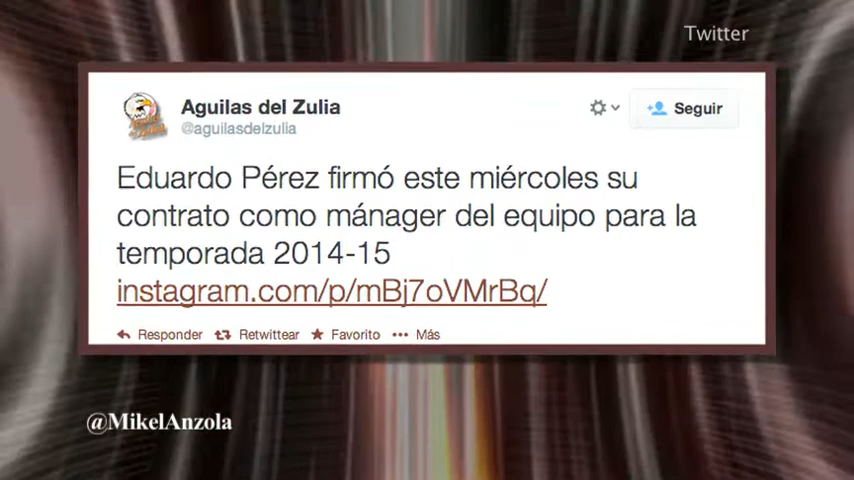 Twitter
Aguilas del Zulia
@aguilasdelzulia
Seguir
Eduardo Pérez firmó este miércoles su
contrato como mánager del equipo para la
temporada 2014-15
instagram.com/p/mBj7oVMrBq/
Responder Retwittear Favorito Más
@MikelAnzola